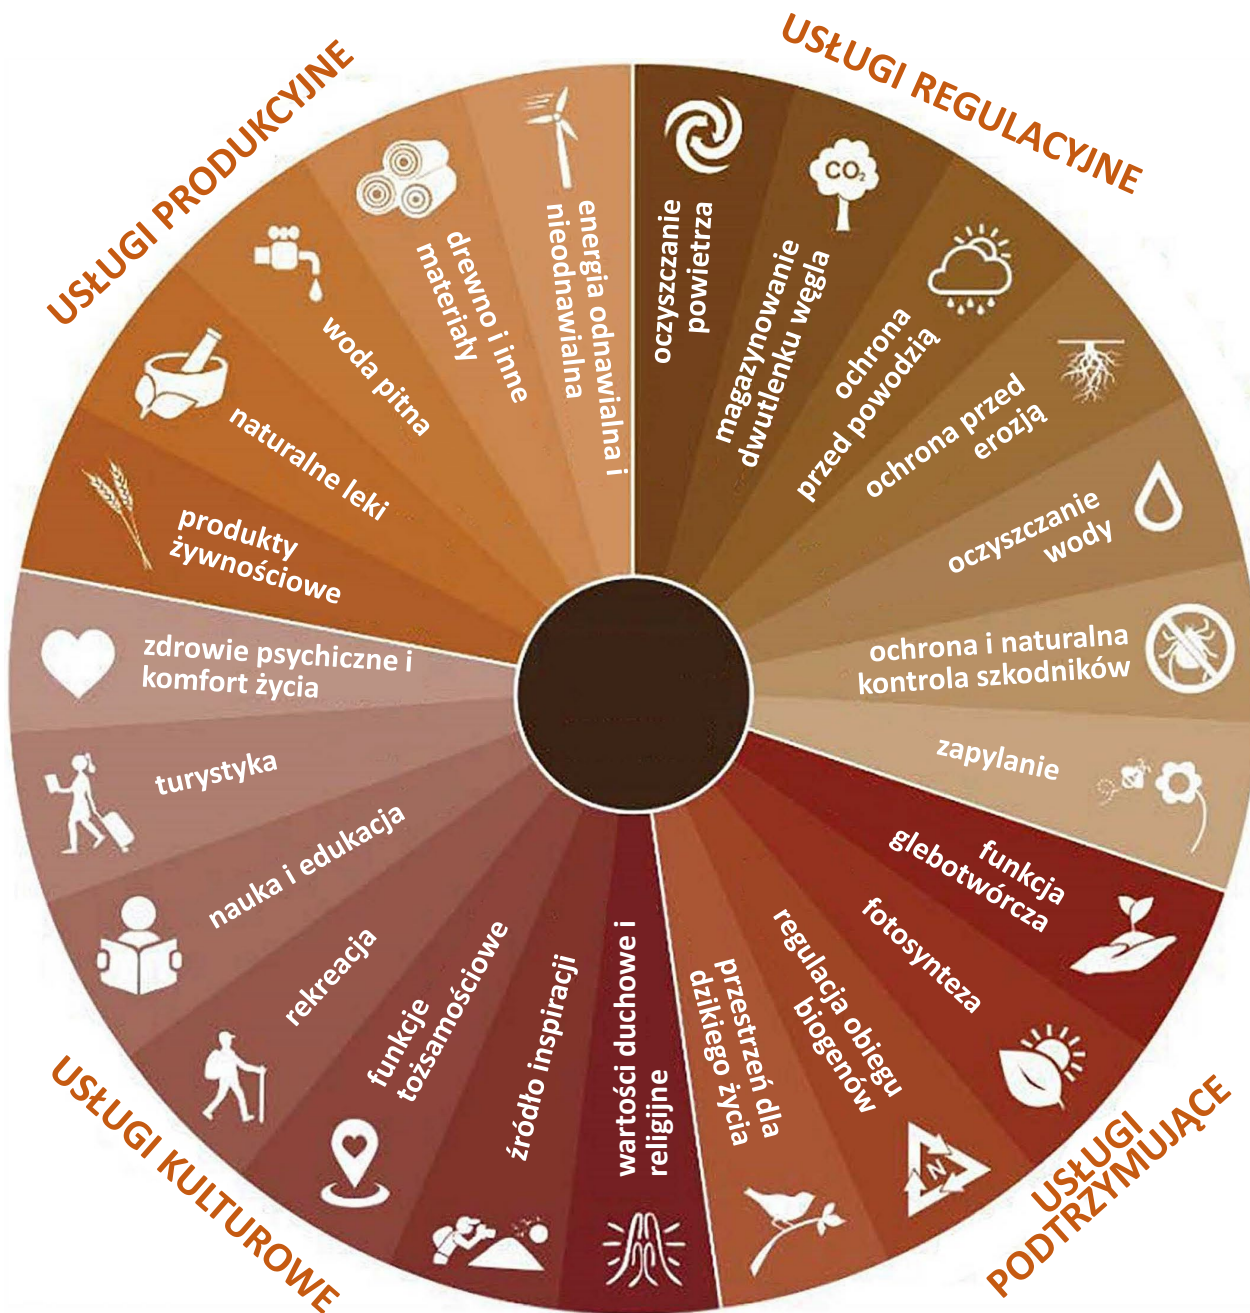 USŁUGI PRODUKCYJNE
USŁUGI REGULACYJNE
oczyszczanie
powietrza
magazynowanie
dwutlenku węgla
CO₂
ochrona
przed powodzią
ochrona przed
erozją
oczyszczanie
wody
ochrona i naturalna
kontrola szkodników
zapylanie
funkcja
glebotwórcza
fotosynteza
regulacja obiegu
biogenów
N
przestrzeń dla
dzikiego życia
USŁUGI
PODTRZYMUJĄCE
wartości duchowe i
religijne
źródło inspiracji
funkcje
tożsamościowe
rekreacja
nauka i edukacja
turystyka
zdrowie psychiczne i
komfort życia
USŁUGI KULTUROWE
produkty
żywnościowe
naturalne leki
woda pitna
drewno i inne
materiały
energia odnawialna i
nieodnawialna